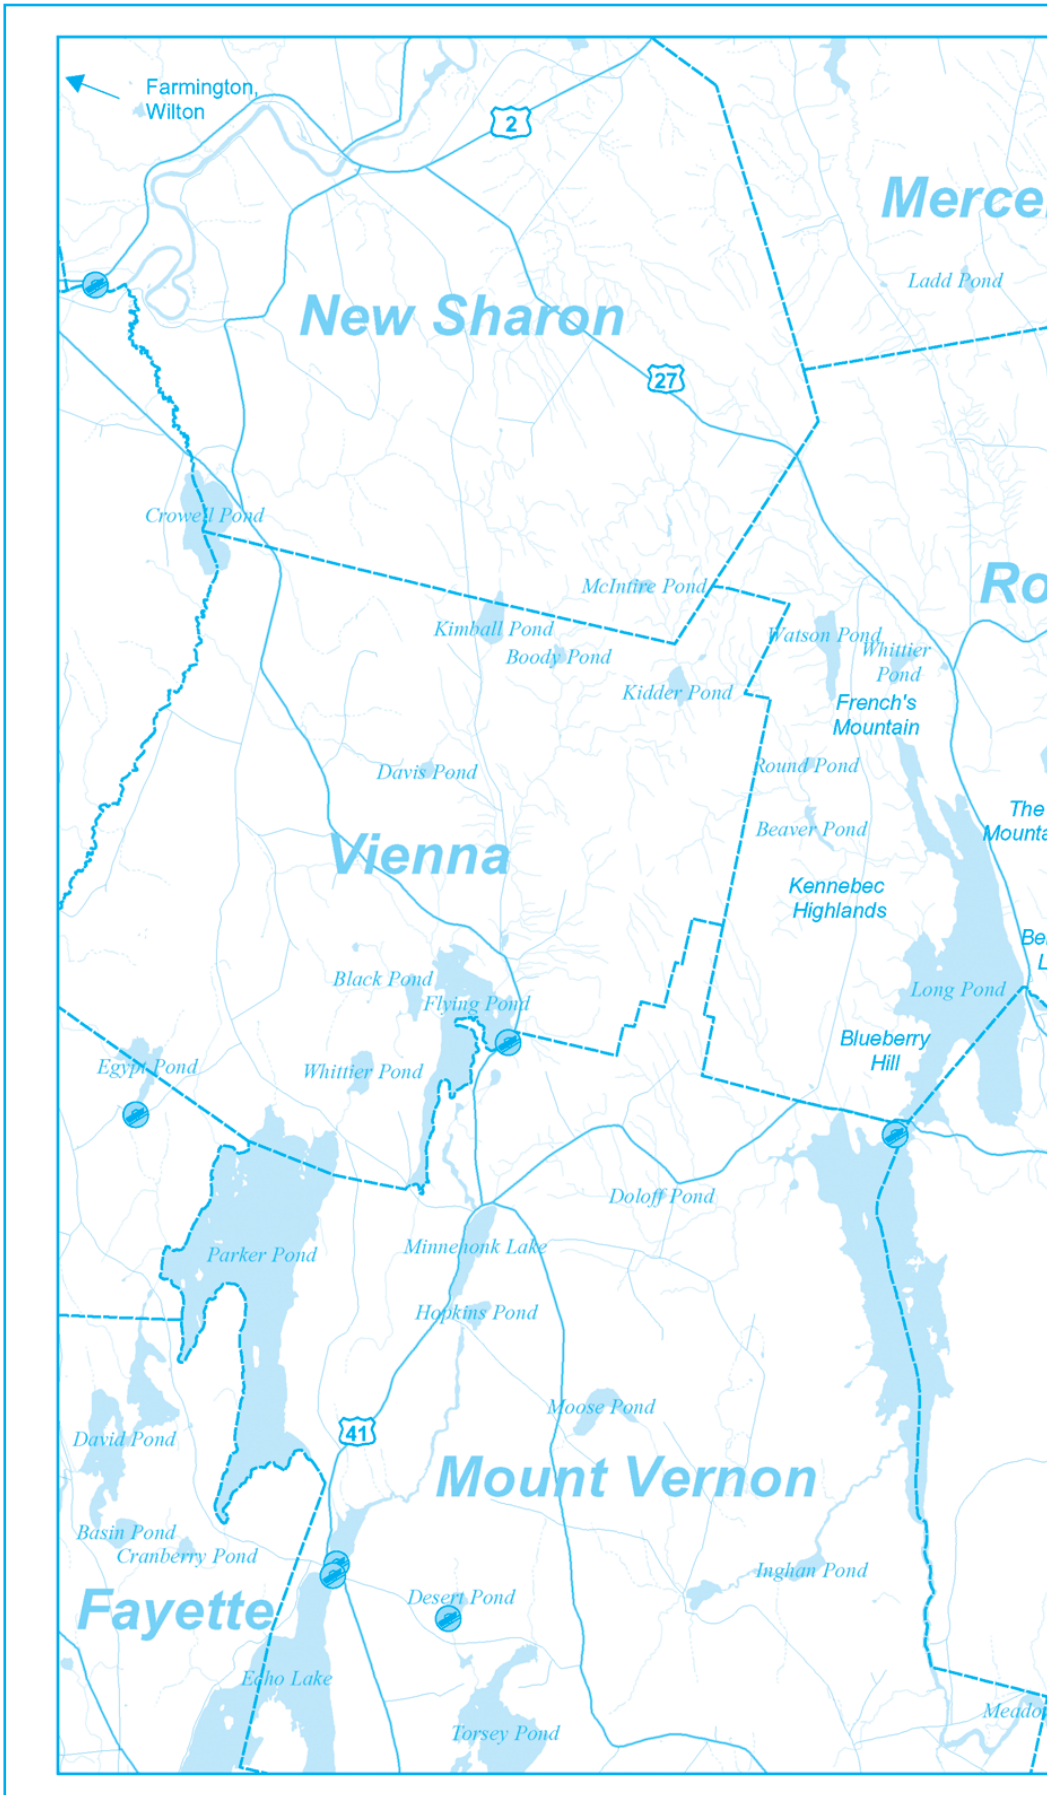 Farmington,
Wilton
2
Merce
Ladd Pond
New Sharon
27
Crowell Pond
McIntire Pond
Ro
Kimball Pond
Watson Pond
Whittier
Pond
Boody Pond
Kidder Pond
French's
Mountain
Davis Pond
Round Pond
The
Mounta
Beaver Pond
Vienna
Kennebec
Highlands
Be
L
Black Pond
Flying Pond
Long Pond
Egypt Pond
Whittier Pond
Blueberry
Hill
Doloff Pond
Parker Pond
Minnehonk Lake
Hopkins Pond
David Pond
41
Moose Pond
Mount Vernon
Basin Pond
Cranberry Pond
Inghan Pond
Fayette
Desert Pond
Echo Lake
Torsey Pond
Meado